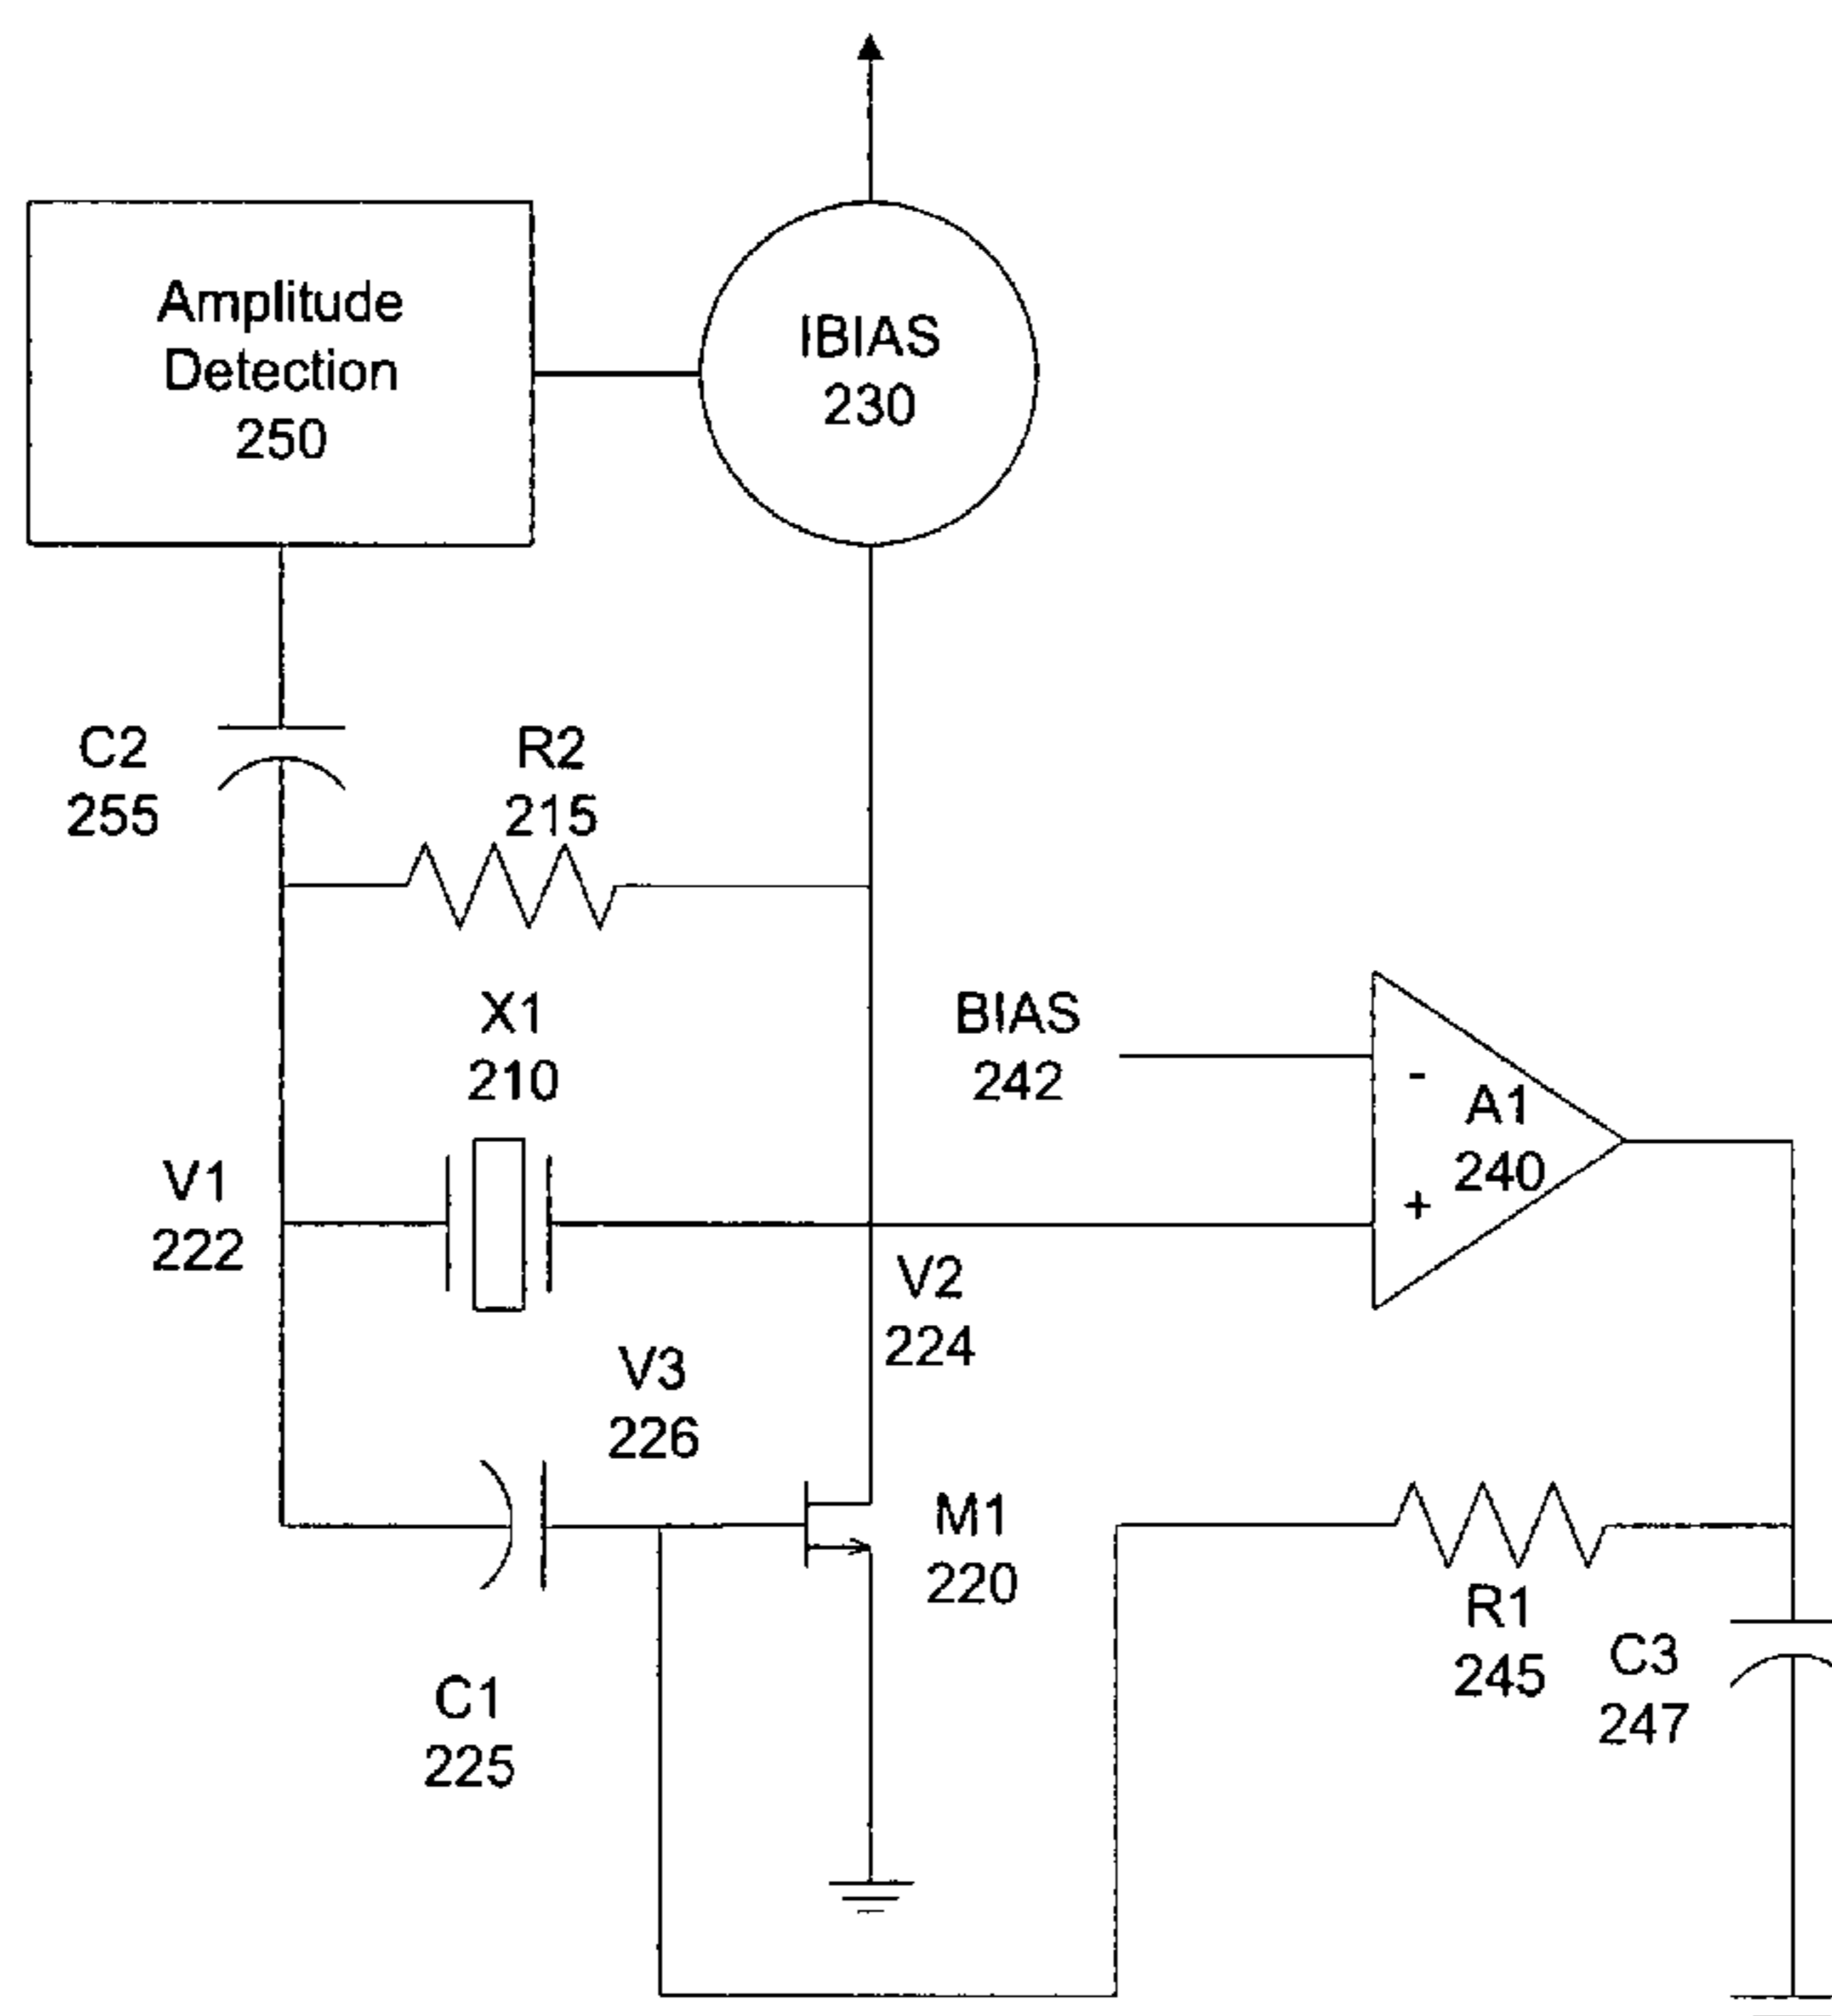 Amplitude
Detection
250
IBIAS
230
C2
255
R2
215
X1
210
BIAS
242
-
A1
240
+
V1
222
V2
224
V3
226
M1
220
R1
245
C3
247
C1
225